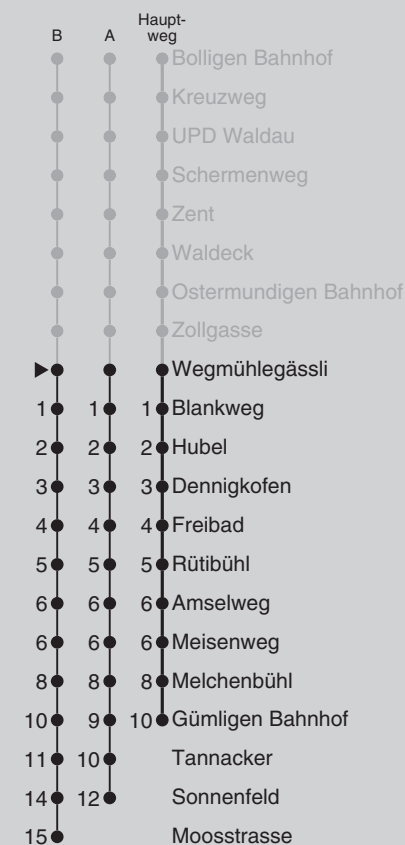 Haupt-
B A weg
Bolligen Bahnhof
Kreuzweg
UPD Waldau
Schermenweg
Zent
Waldeck
Ostermundigen Bahnhof
Zollgasse
Wegmühlegässli
1 1 1 Blankweg
2 2 2 Hubel
3 3 3 Dennigkofen
4 4 4 Freibad
5 5 5 Rütibühl
6 6 6 Amselweg
6 6 6 Meisenweg
8 8 8 Melchenbühl
10 9 10 Gümligen Bahnhof
11 10 Tannacker
14 12 Sonnenfeld
15 Moosstrasse